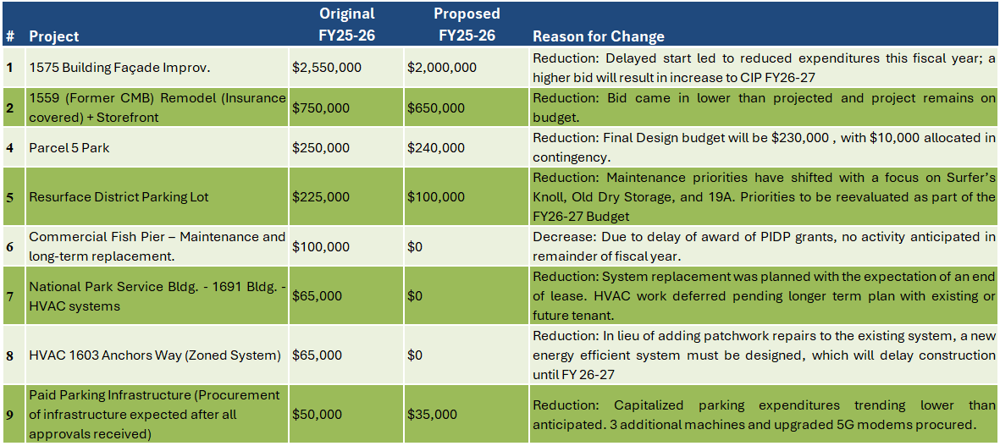 Original Proposed
# Project FY25-26 FY25-26 Reason for Change
1 1575 Building Façade Improv. $2,550,000 $2,000,000 Reduction: Delayed start led to reduced expenditures this fiscal year; a
higher bid will result in increase to CIP FY26-27
2 1559 (Former CMB) Remodel (Insurance
covered) + Storefront $750,000 $650,000 Reduction: Bid came in lower than projected and project remains on
budget.
4 Parcel 5 Park $250,000 $240,000 Reduction: Final Design budget will be $230,000 , with $10,000 allocated in
contingency.
5 Resurface District Parking Lot $225,000 $100,000 Reduction: Maintenance priorities have shifted with a focus on Surfer’s
Knoll, Old Dry Storage, and 19A. Priorities to be reevaluated as part of the
FY26-27 Budget
6 Commercial Fish Pier – Maintenance and
long-term replacement. $100,000 $0 Decrease: Due to delay of award of PIDP grants, no activity anticipated in
remainder of fiscal year.
7 National Park Service Bldg. - 1691 Bldg. -
HVAC systems $65,000 $0 Reduction: System replacement was planned with the expectation of an end
of lease. HVAC work deferred pending longer term plan with existing or
future tenant.
8 HVAC 1603 Anchors Way (Zoned System) $65,000 $0 Reduction: In lieu of adding patchwork repairs to the existing system, a new
energy efficient system must be designed, which will delay construction
until FY 26-27
9 Paid Parking Infrastructure (Procurement
of infrastructure expected after all
approvals received) $50,000 $35,000 Reduction: Capitalized parking expenditures trending lower than
anticipated. 3 additional machines and upgraded 5G modems procured.